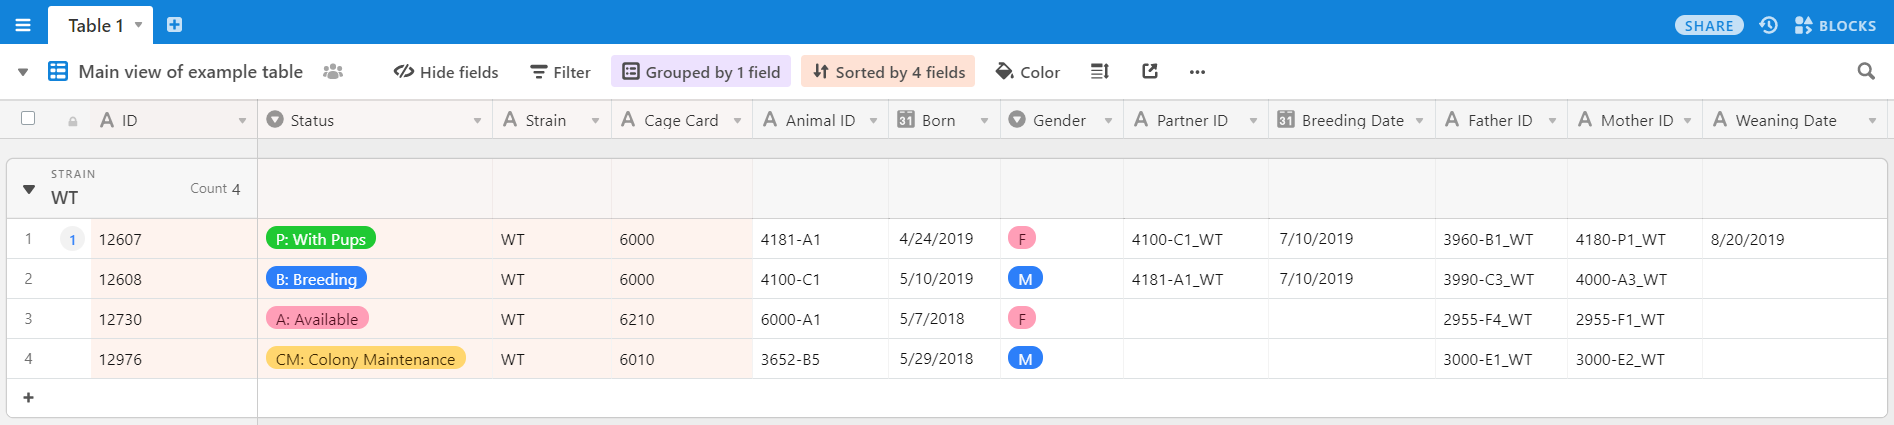 Table 1 SHARE BLOCKS
Main view of example table Hide fields Filter Grouped by 1 field Sorted by 4 fields Color
ID Status Strain Cage Card Animal ID Born Gender Partner ID Breeding Date Father ID Mother ID Weaning Date
STRAIN
WT Count 4
1 1 12607 P: With Pups WT 6000 4181-A1 4/24/2019 F 4100-C1_WT 7/10/2019 3960-B1_WT 4180-P1_WT 8/20/2019
2 12608 B: Breeding WT 6000 4100-C1 5/10/2019 M 4181-A1_WT 7/10/2019 3990-C3_WT 4000-A3_WT
3 12730 A: Available WT 6210 6000-A1 5/7/2018 F 2955-F4_WT 2955-F1_WT
4 12976 CM: Colony Maintenance WT 6010 3652-B5 5/29/2018 M 3000-E1_WT 3000-E2_WT